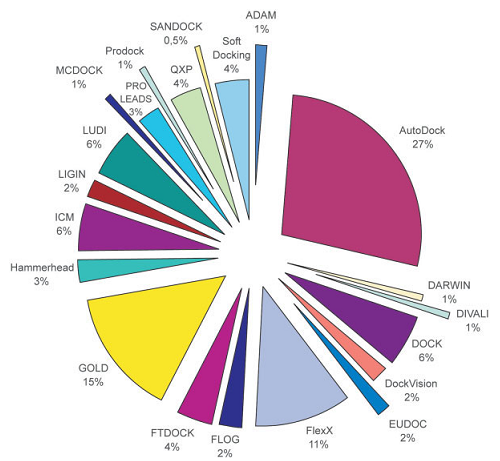 ADAM
1%
AutoDock
27%
DARWIN
1%
DIVALI
1%
DOCK
6%
DockVision
2%
EUDOC
2%
FlexX
11%
FLOG
2%
FTDOCK
4%
GOLD
15%
Hammerhead
3%
ICM
6%
LIGIN
2%
LUDI
6%
MCDOCK
1%
PRO
LEADS
3%
Prodock
1%
QXP
4%
SANDOCK
0,5%
Soft
Docking
4%